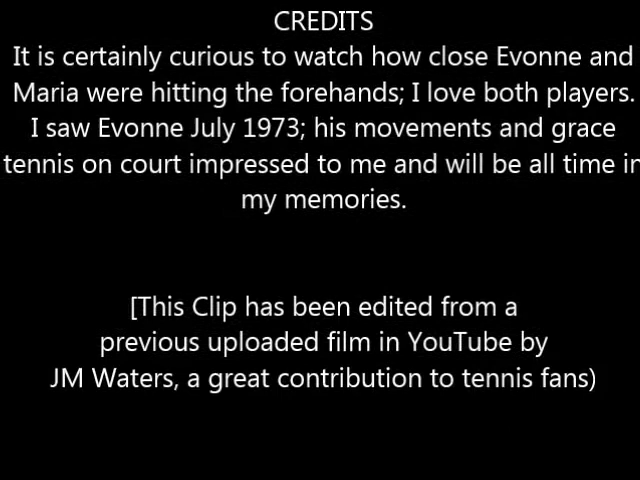 CREDITS
It is certainly curious to watch how close Evonne and
Maria were hitting the forehands; I love both players.
I saw Evonne July 1973; his movements and grace
tennis on court impressed to me and will be all time in
my memories.
[This Clip has been edited from a
previous uploaded film in YouTube by
JM Waters, a great contribution to tennis fans)